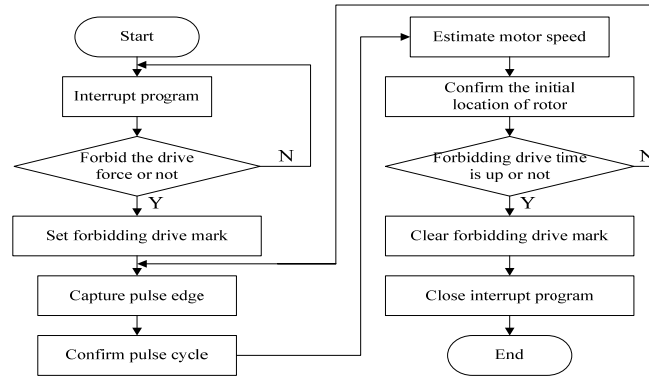 Start
Interrupt program
Forbid the drive
force or not
N
Y
Set forbidding drive mark
Capture pulse edge
Confirm pulse cycle
Estimate motor speed
Confirm the initial
location of rotor
Forbidding drive time
is up or not
N
Y
Clear forbidding drive mark
Close interrupt program
End